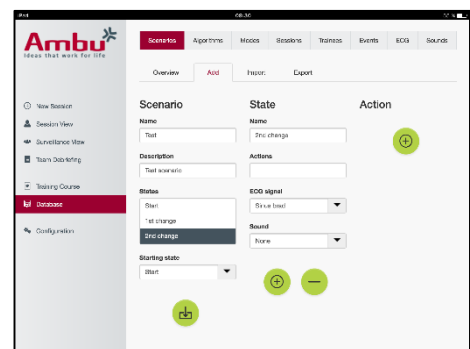 iPad
08.30
Ambu
Ideas that work for life
Scenarios
Algorithms
Modes
Sessions
Trainees
Events
ECG
Sounds
Overview
Add
Import
Export
New Session
Session View
Surveillance View
Team Debriefing
Training Course
Database
Configuration
Scenario
Name
Test
Description
Test scenario
States
Start
1st change
2nd change
Starting state
Start
State
Name
2nd change
Actions
ECG signal
Sinus brad
Sound
None
Action